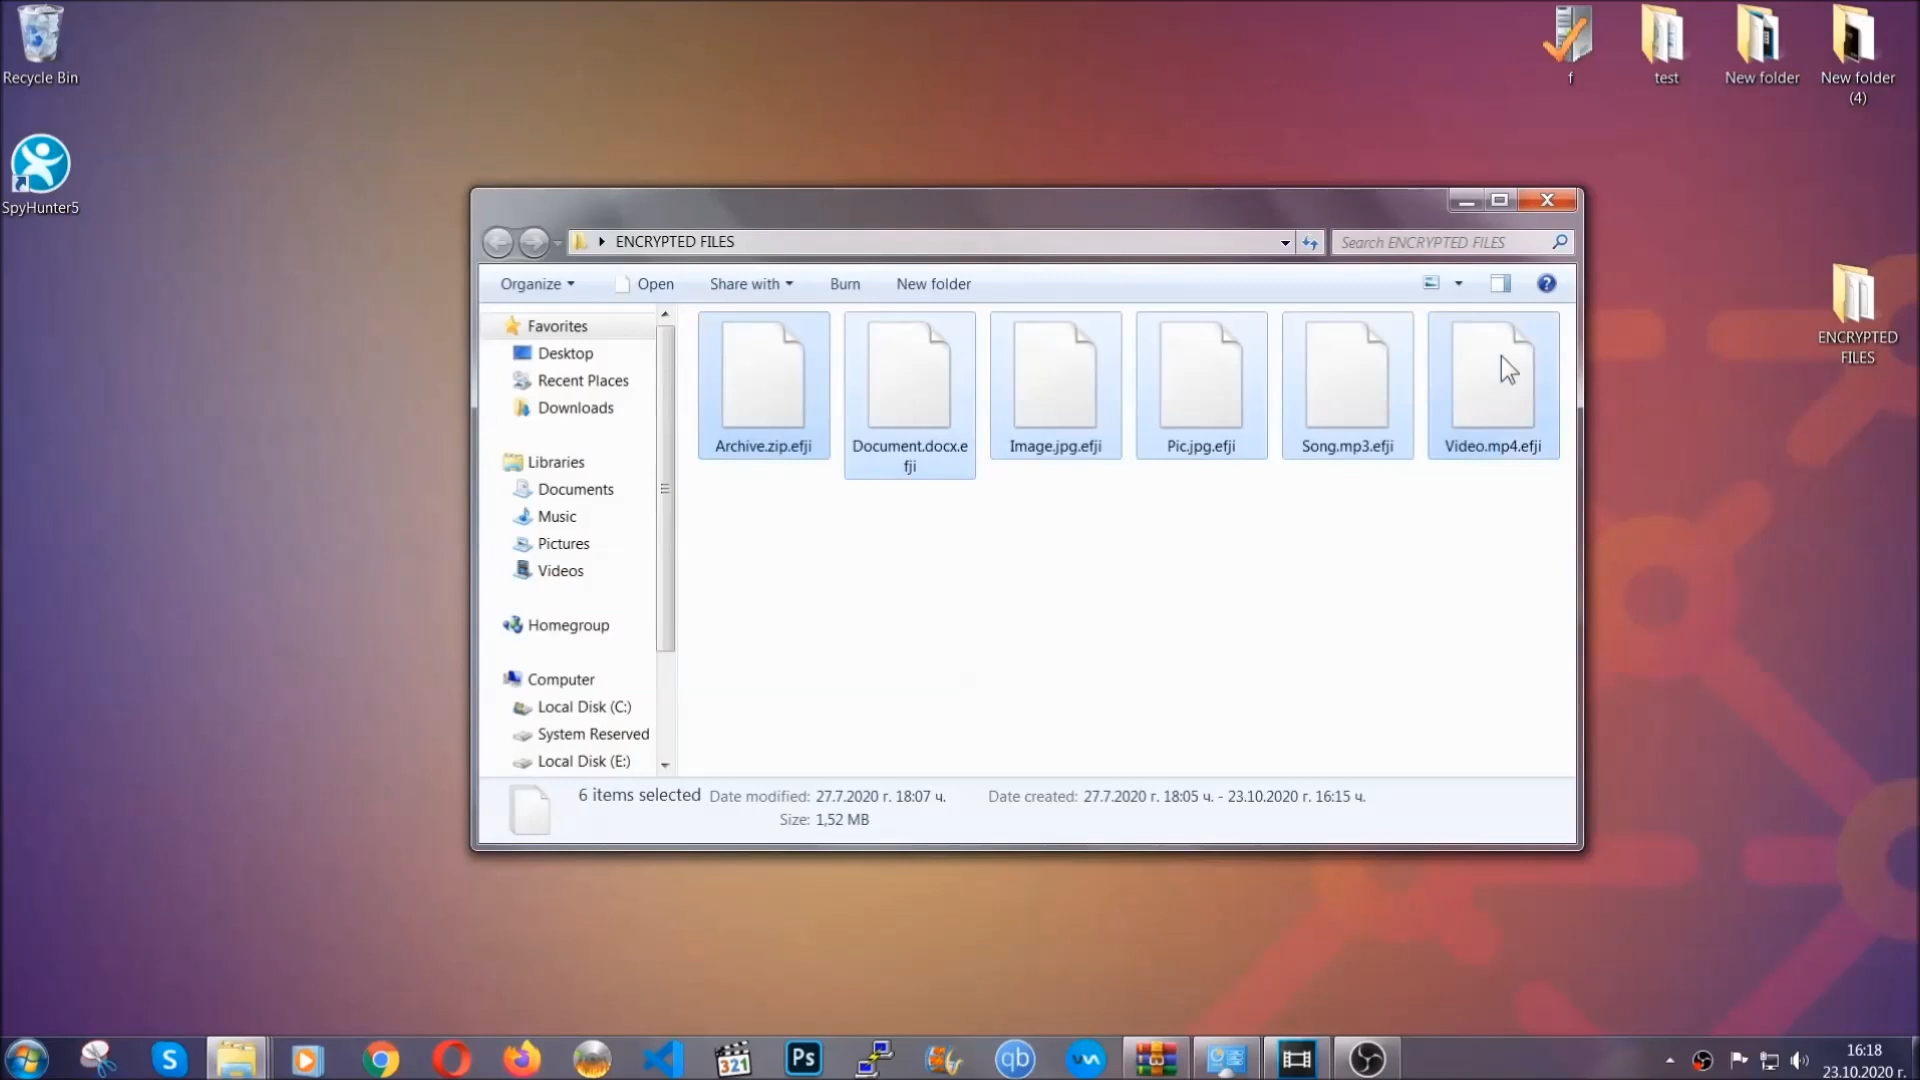 Recycle Bin
SpyHunter5
f
test
New folder
New folder
(4)
ENCRYPTED
FILES
ENCRYPTED FILES
Search ENCRYPTED FILES
Organize
Open
Share with
Burn
New folder
Favorites
Desktop
Recent Places
Downloads
Libraries
Documents
Music
Pictures
Videos
Homegroup
Computer
Local Disk (C:)
System Reserved
Local Disk (E:)
Archive.zip.efji
Document.docx.e
fji
Image.jpg.efji
Pic.jpg.efji
Song.mp3.efji
Video.mp4.efji
6 items selected Date modified: 27.7.2020 г. 18:07 ч. Date created: 27.7.2020 г. 18:05 ч. - 23.10.2020 г. 16:15 ч.
Size: 1,52 MB
S
321
Ps
qb
16:18
23.10.2020 г.